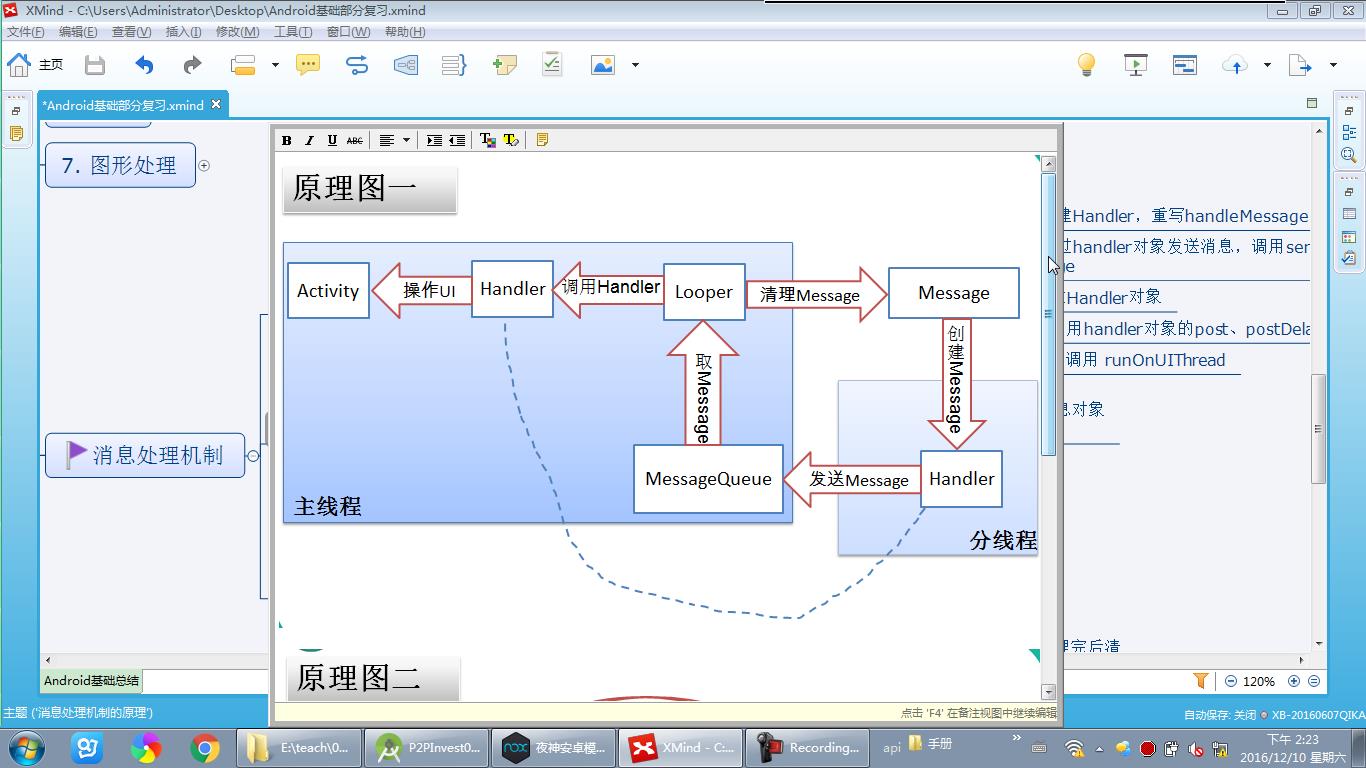 XMind - C:\Users\Administrator\Desktop\Android基础部分复习.xmind
文件(F) 编辑(E) 查看(V) 插入(I) 修改(M) 工具(T) 窗口(W) 帮助(H)
主页
*Android基础部分复习.xmind
B I U ABC
7. 图形处理
消息处理机制
原理图一
Activity
操作UI
Handler
调用Handler
Looper
清理Message
Message
取Message
创建Message
MessageQueue
发送Message
Handler
主线程
分线程
原理图二
建Handler，重写handleMessage
过handler对象发送消息，调用sen
ge
Handler对象
用handler对象的post、postDela
调用 runOnUIThread
息对象
理完后清
点击 'F4' 在备注视图中继续编辑
Android基础总结
120%
主题 ('消息处理机制的原理')
自动保存: 关闭 XB-20160607QIKA
E:\teach\0...
P2PInvest0...
nox
夜神安卓模...
XMind - C:...
Recording...
api
手册
下午 2:23
2016/12/10 星期六